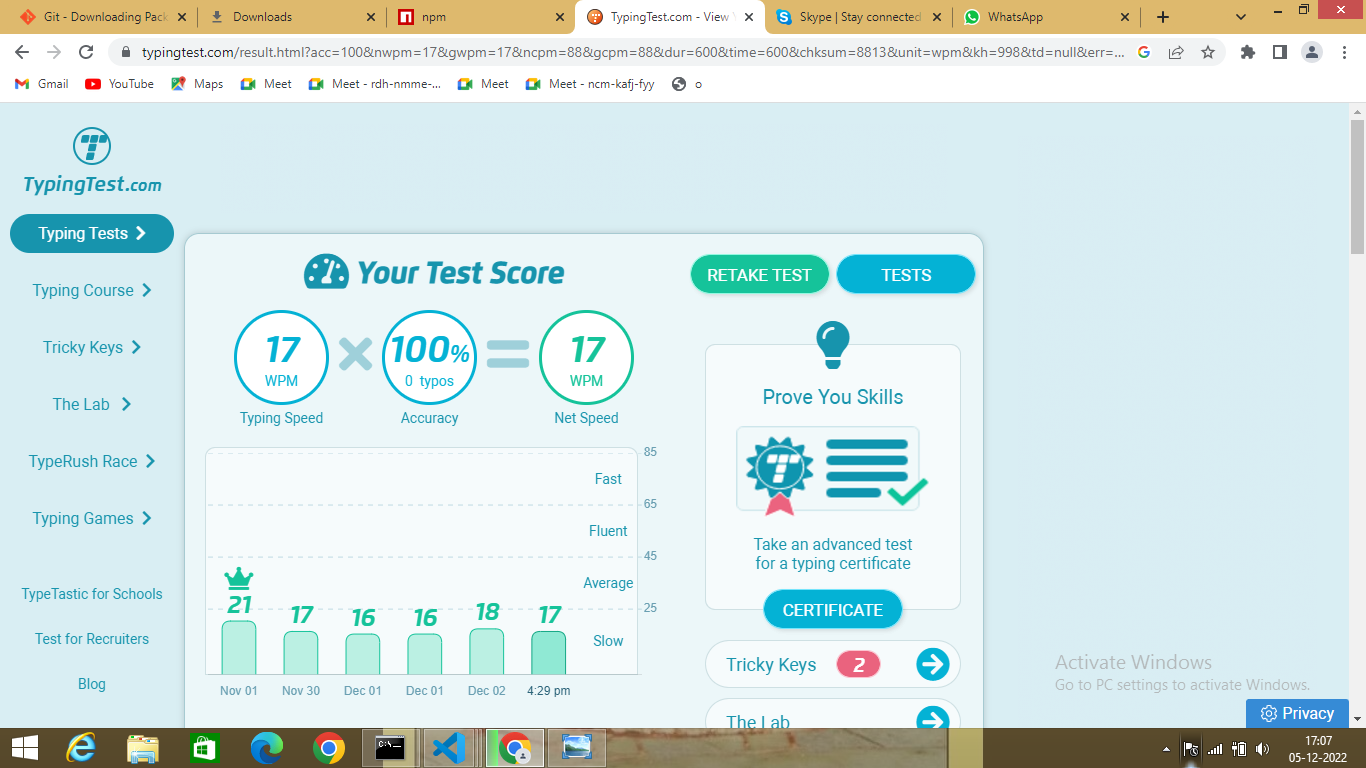 Git - Downloading Pack
Downloads
npm
TypingTest.com - View Y
Skype | Stay connected
WhatsApp
typingtest.com/result.html?acc=100&nwpm=17&gwpm=17&ncpm=88&gcpm=88&dur=600&time=600&chksum=8813&unit=wpm&kh=998&td=null&err=...
Gmail
YouTube
Maps
Meet
Meet - rdh-nmme-...
Meet
Meet - ncm-kafj-fyy
o
TypingTest.com
Typing Tests
Typing Course
Tricky Keys
The Lab
TypeRush Race
Typing Games
TypeTastic for Schools
Test for Recruiters
Blog
Your Test Score
RETAKE TEST
TESTS
17
WPM
Typing Speed
100%
0 typos
Accuracy
17
WPM
Net Speed
85
Fast
65
Fluent
45
Average
25
Slow
21
17
16
16
18
17
Nov 01
Nov 30
Dec 01
Dec 01
Dec 02
4:29 pm
Prove You Skills
Take an advanced test
for a typing certificate
CERTIFICATE
Tricky Keys
2
The Lab
Activate Windows
Go to PC settings to activate Windows.
Privacy
C:\_
17:07
05-12-2022